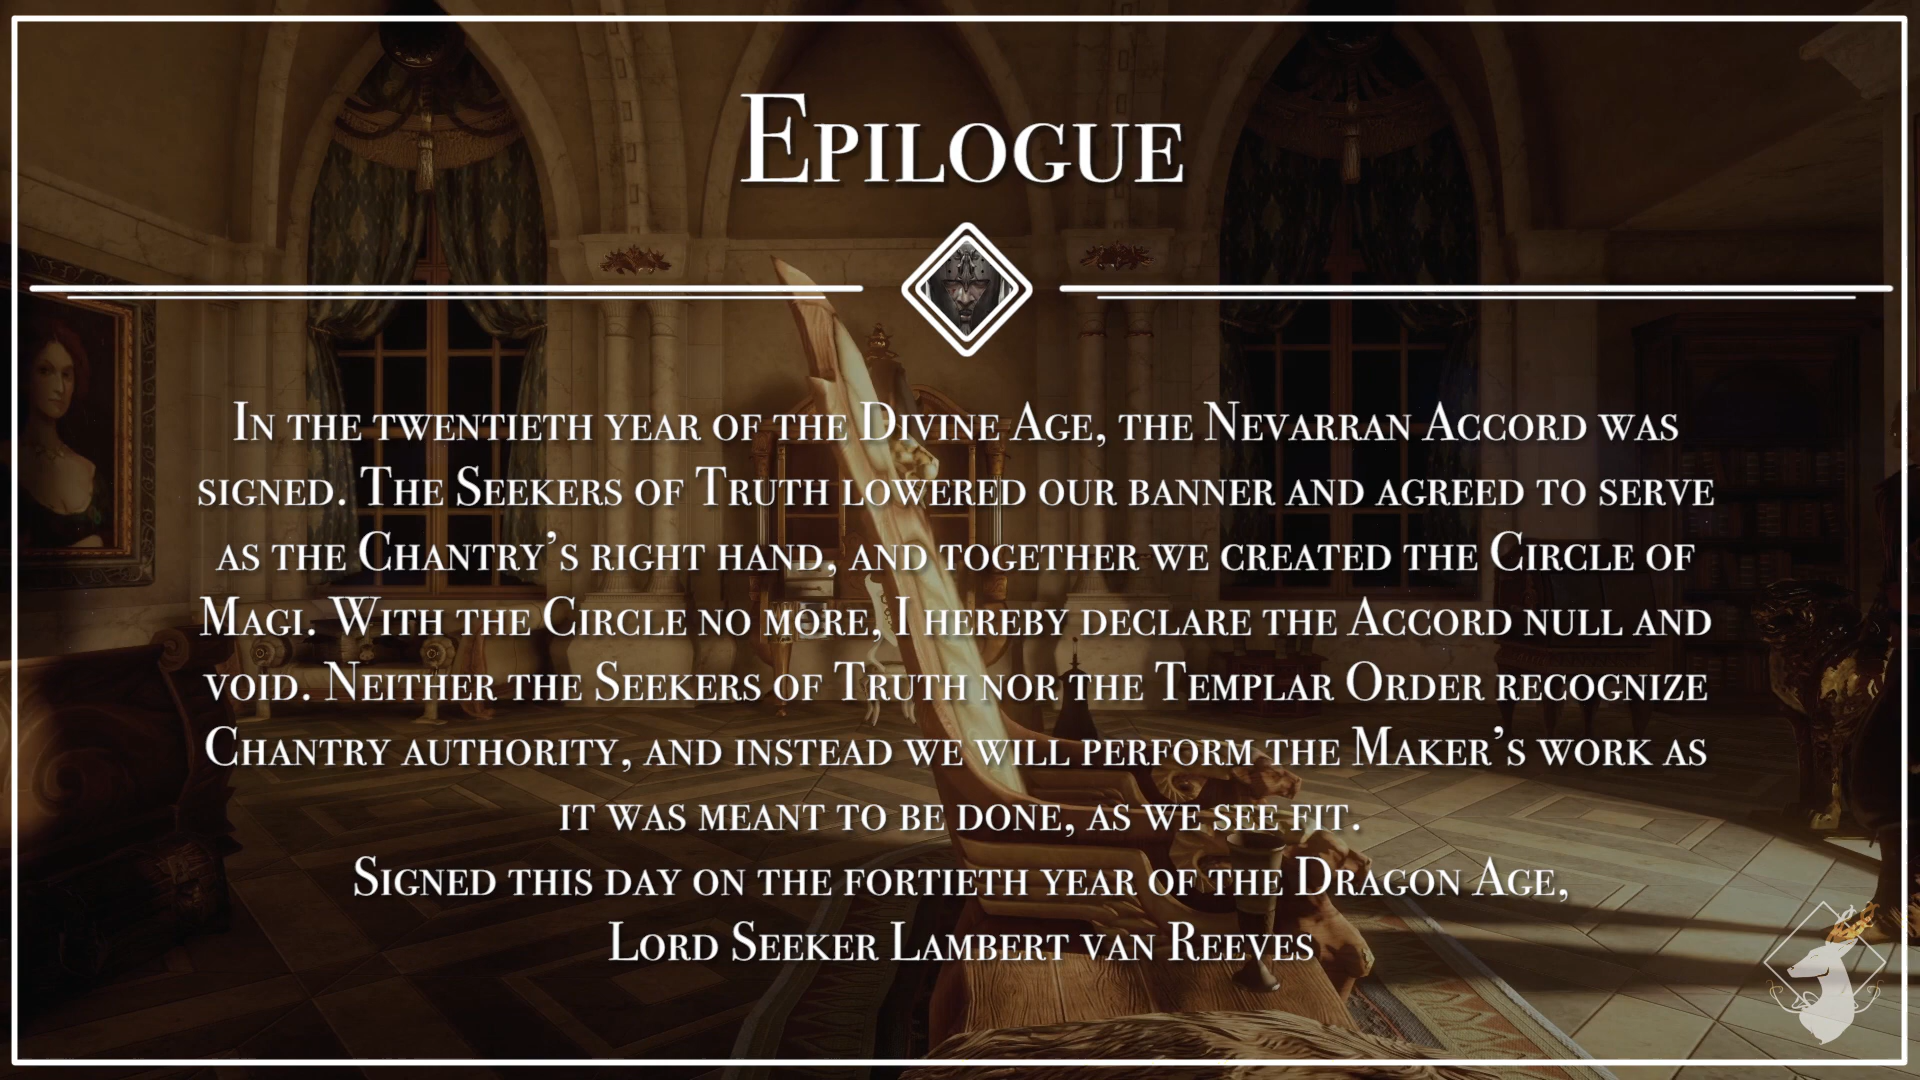 Epilogue
In the twentieth year of the Divine Age, the Nevarran Accord was
signed. The Seekers of Truth lowered our banner and agreed to serve
as the Chantry’s right hand, and together we created the Circle of
Magi. With the Circle no more, I hereby declare the Accord null and
void. Neither the Seekers of Truth nor the Templar Order recognize
Chantry authority, and instead we will perform the Maker’s work as
it was meant to be done, as we see fit.
Signed this day on the fortieth year of the Dragon Age,
Lord Seeker Lambert van Reeves